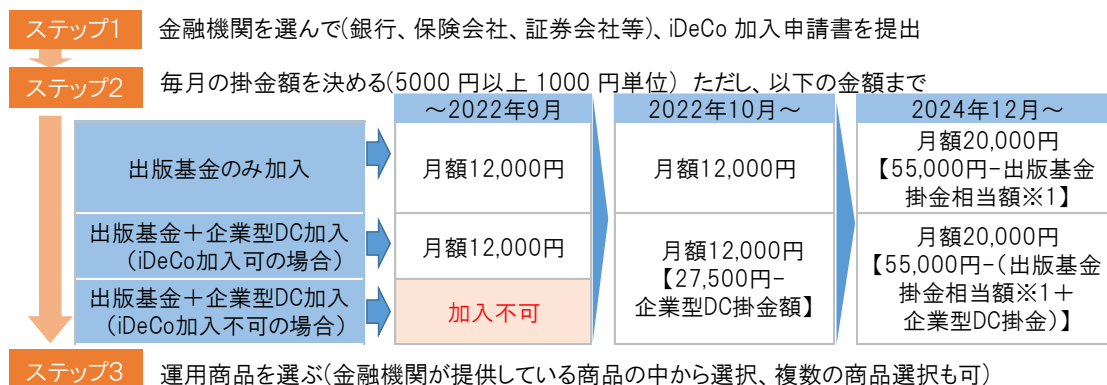 ステップ1 金融機関を選んで(銀行、保険会社、証券会社等)、iDeCo 加入申請書を提出
ステップ2 毎月の掛金額を決める(5000 円以上 1000 円単位) ただし、以下の金額まで
～2022年9月 2022年10月～ 2024年12月～
出版基金のみ加入
月額12,000円
月額12,000円
月額20,000円
【55,000円-出版基金
掛金相当額※1】
出版基金＋企業型DC加入
（iDeCo加入可の場合）
月額12,000円
出版基金＋企業型DC加入
（iDeCo加入不可の場合）
加入不可
月額12,000円
【27,500円-
企業型DC掛金額】
月額20,000円
【55,000円-（出版基金
掛金相当額※1＋
企業型DC掛金）】
ステップ3 運用商品を選ぶ(金融機関が提供している商品の中から選択、複数の商品選択も可)